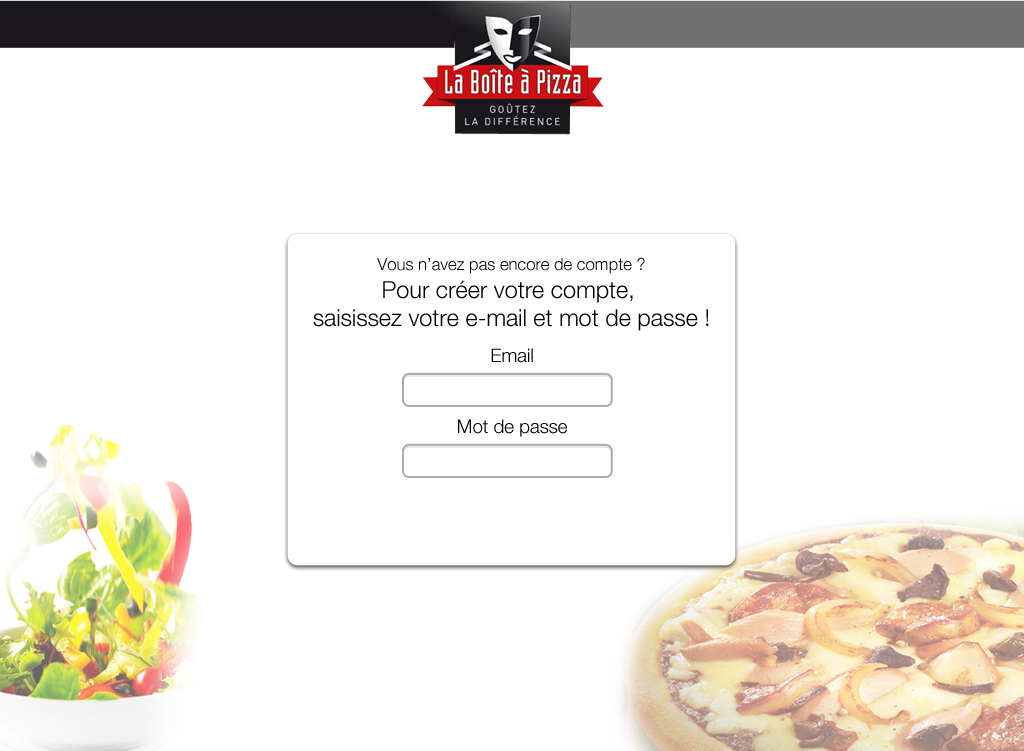 La Boîte à Pizza
GOÛTEZ
LA DIFFÉRENCE
Vous n'avez pas encore de compte ?
Pour créer votre compte,
saisissez votre e-mail et mot de passe !
Email
Mot de passe